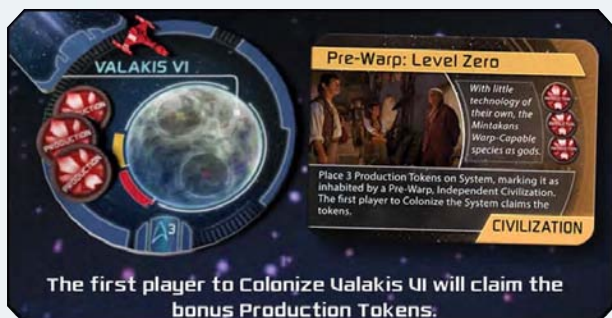 VALAKIS VI
PRODUCTION
PRODUCTION
PRODUCTION
3
Pre-Warp: Level Zero
With little
technology of
their own, the
Mintakans
Warp-Capable
species as gods.
Place 3 Production Tokens on System, marking it as
inhabited by a Pre-Warp, Independent Civilization.
The first player to Colonize the System claims the
tokens.
CIVILIZATION
The first player to Colonize Valakis VI will claim the
bonus Production Tokens.